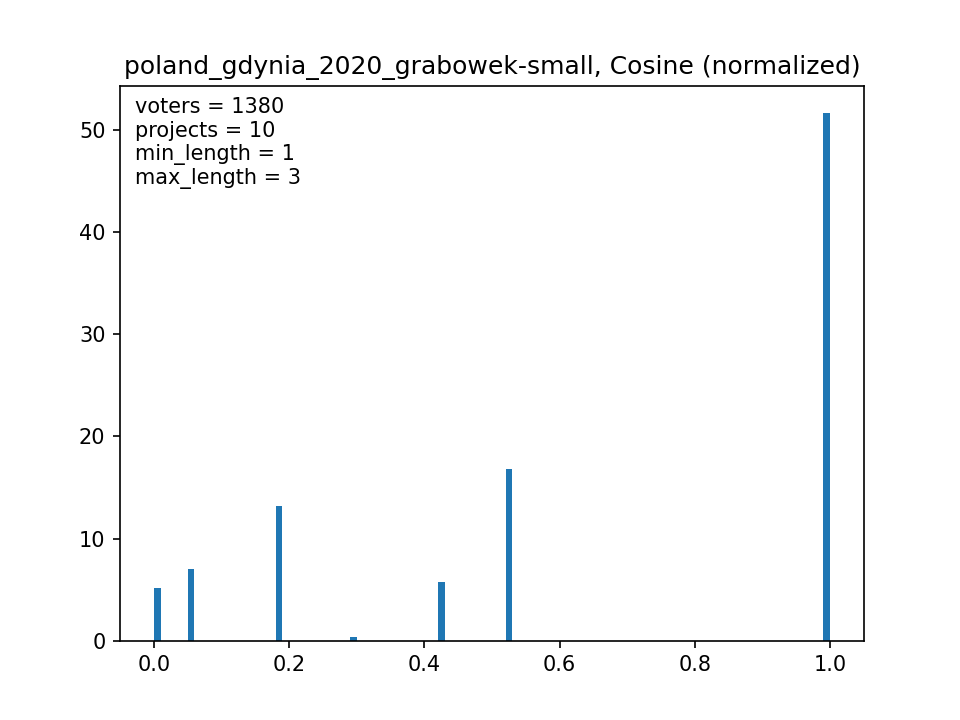 poland_gdynia_2020_grabowek-small, Cosine (normalized)
voters = 1380
projects = 10
min_length = 1
max_length = 3
50
40
30
20
10
0
0.0 0.2 0.4 0.6 0.8 1.0